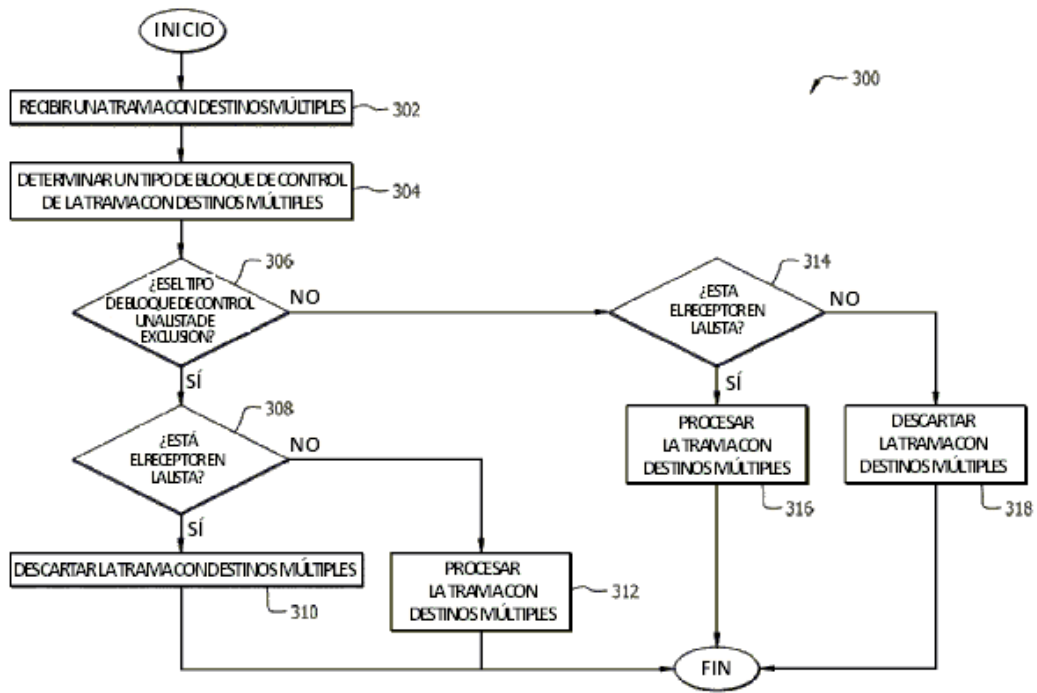 INICIO
300
RECIBIR UNA TRAMA CON DESTINOS MÚLTIPLES
302
DETERMINAR UN TIPO DE BLOQUE DE CONTROL
DE LA TRAMA CON DESTINOS MÚLTIPLES
304
306
¿ES EL TIPO
DE BLOQUE DE CONTROL
UNA LISTA DE
EXCLUSION?
NO
SÍ
314
¿ESTA
EL RECEPTOR EN
LA LISTA?
NO
SÍ
308
¿ESTÁ
EL RECEPTOR EN
LA LISTA?
NO
SÍ
PROCESAR
LA TRAMA CON
DESTINOS MÚLTIPLES
316
DESCARTAR
LA TRAMA CON
DESTINOS MÚLTIPLES
318
DESCARTAR LA TRAMA CON DESTINOS MÚLTIPLES
310
PROCESAR
LA TRAMA CON
DESTINOS MÚLTIPLES
312
FIN